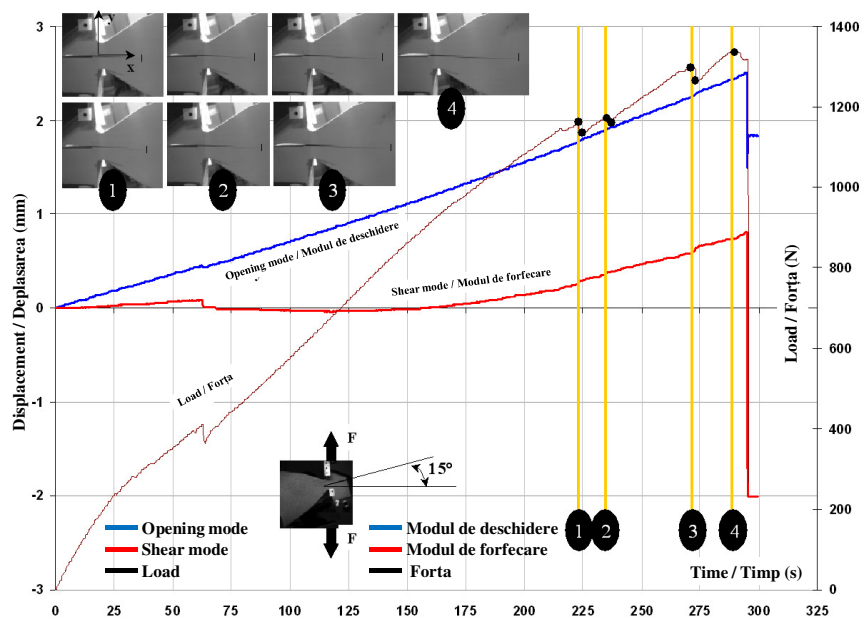 3
2
1
0
-1
-2
-3
Displacement / Deplasarea (mm)
1400
1200
1000
800
600
400
200
0
Load / Forța (N)
0
25
50
75
100
125
150
175
200
225
250
275
300
325
Time / Timp (s)
y
x
4
1
2
3
Opening mode / Modul de deschidere
Shear mode / Modul de forfecare
Load / Forța
F
15°
F
1
2
3
4
Opening mode
Shear mode
Load
Modul de deschidere
Modul de forfecare
Forta